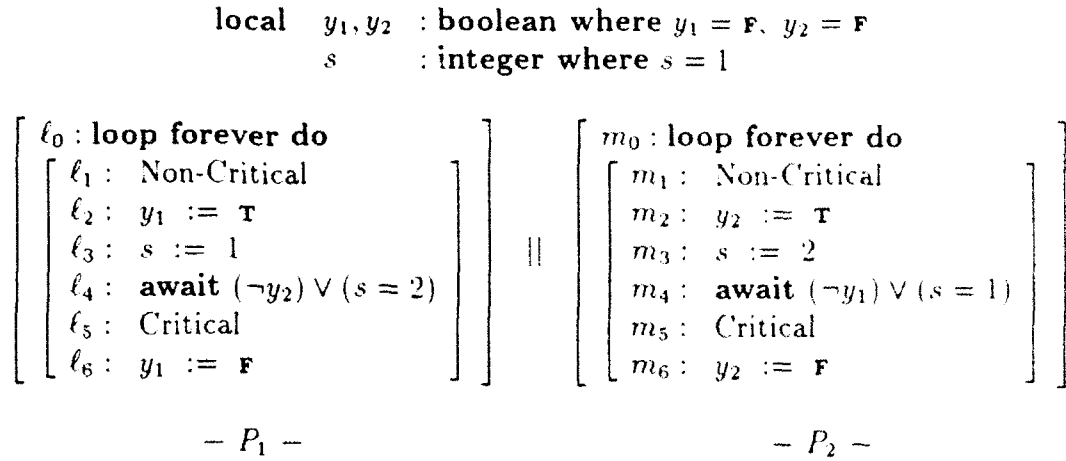 local y₁, y₂ : boolean where y₁ = F, y₂ = F
s : integer where s = 1
ℓ₀ : loop forever do
ℓ₁ : Non-Critical
ℓ₂ : y₁ := T
ℓ₃ : s := 1
ℓ₄ : await (¬y₂) ∨ (s = 2)
ℓ₅ : Critical
ℓ₆ : y₁ := F
– P₁ –
||
m₀ : loop forever do
m₁ : Non-Critical
m₂ : y₂ := T
m₃ : s := 2
m₄ : await (¬y₁) ∨ (s = 1)
m₅ : Critical
m₆ : y₂ := F
– P₂ –